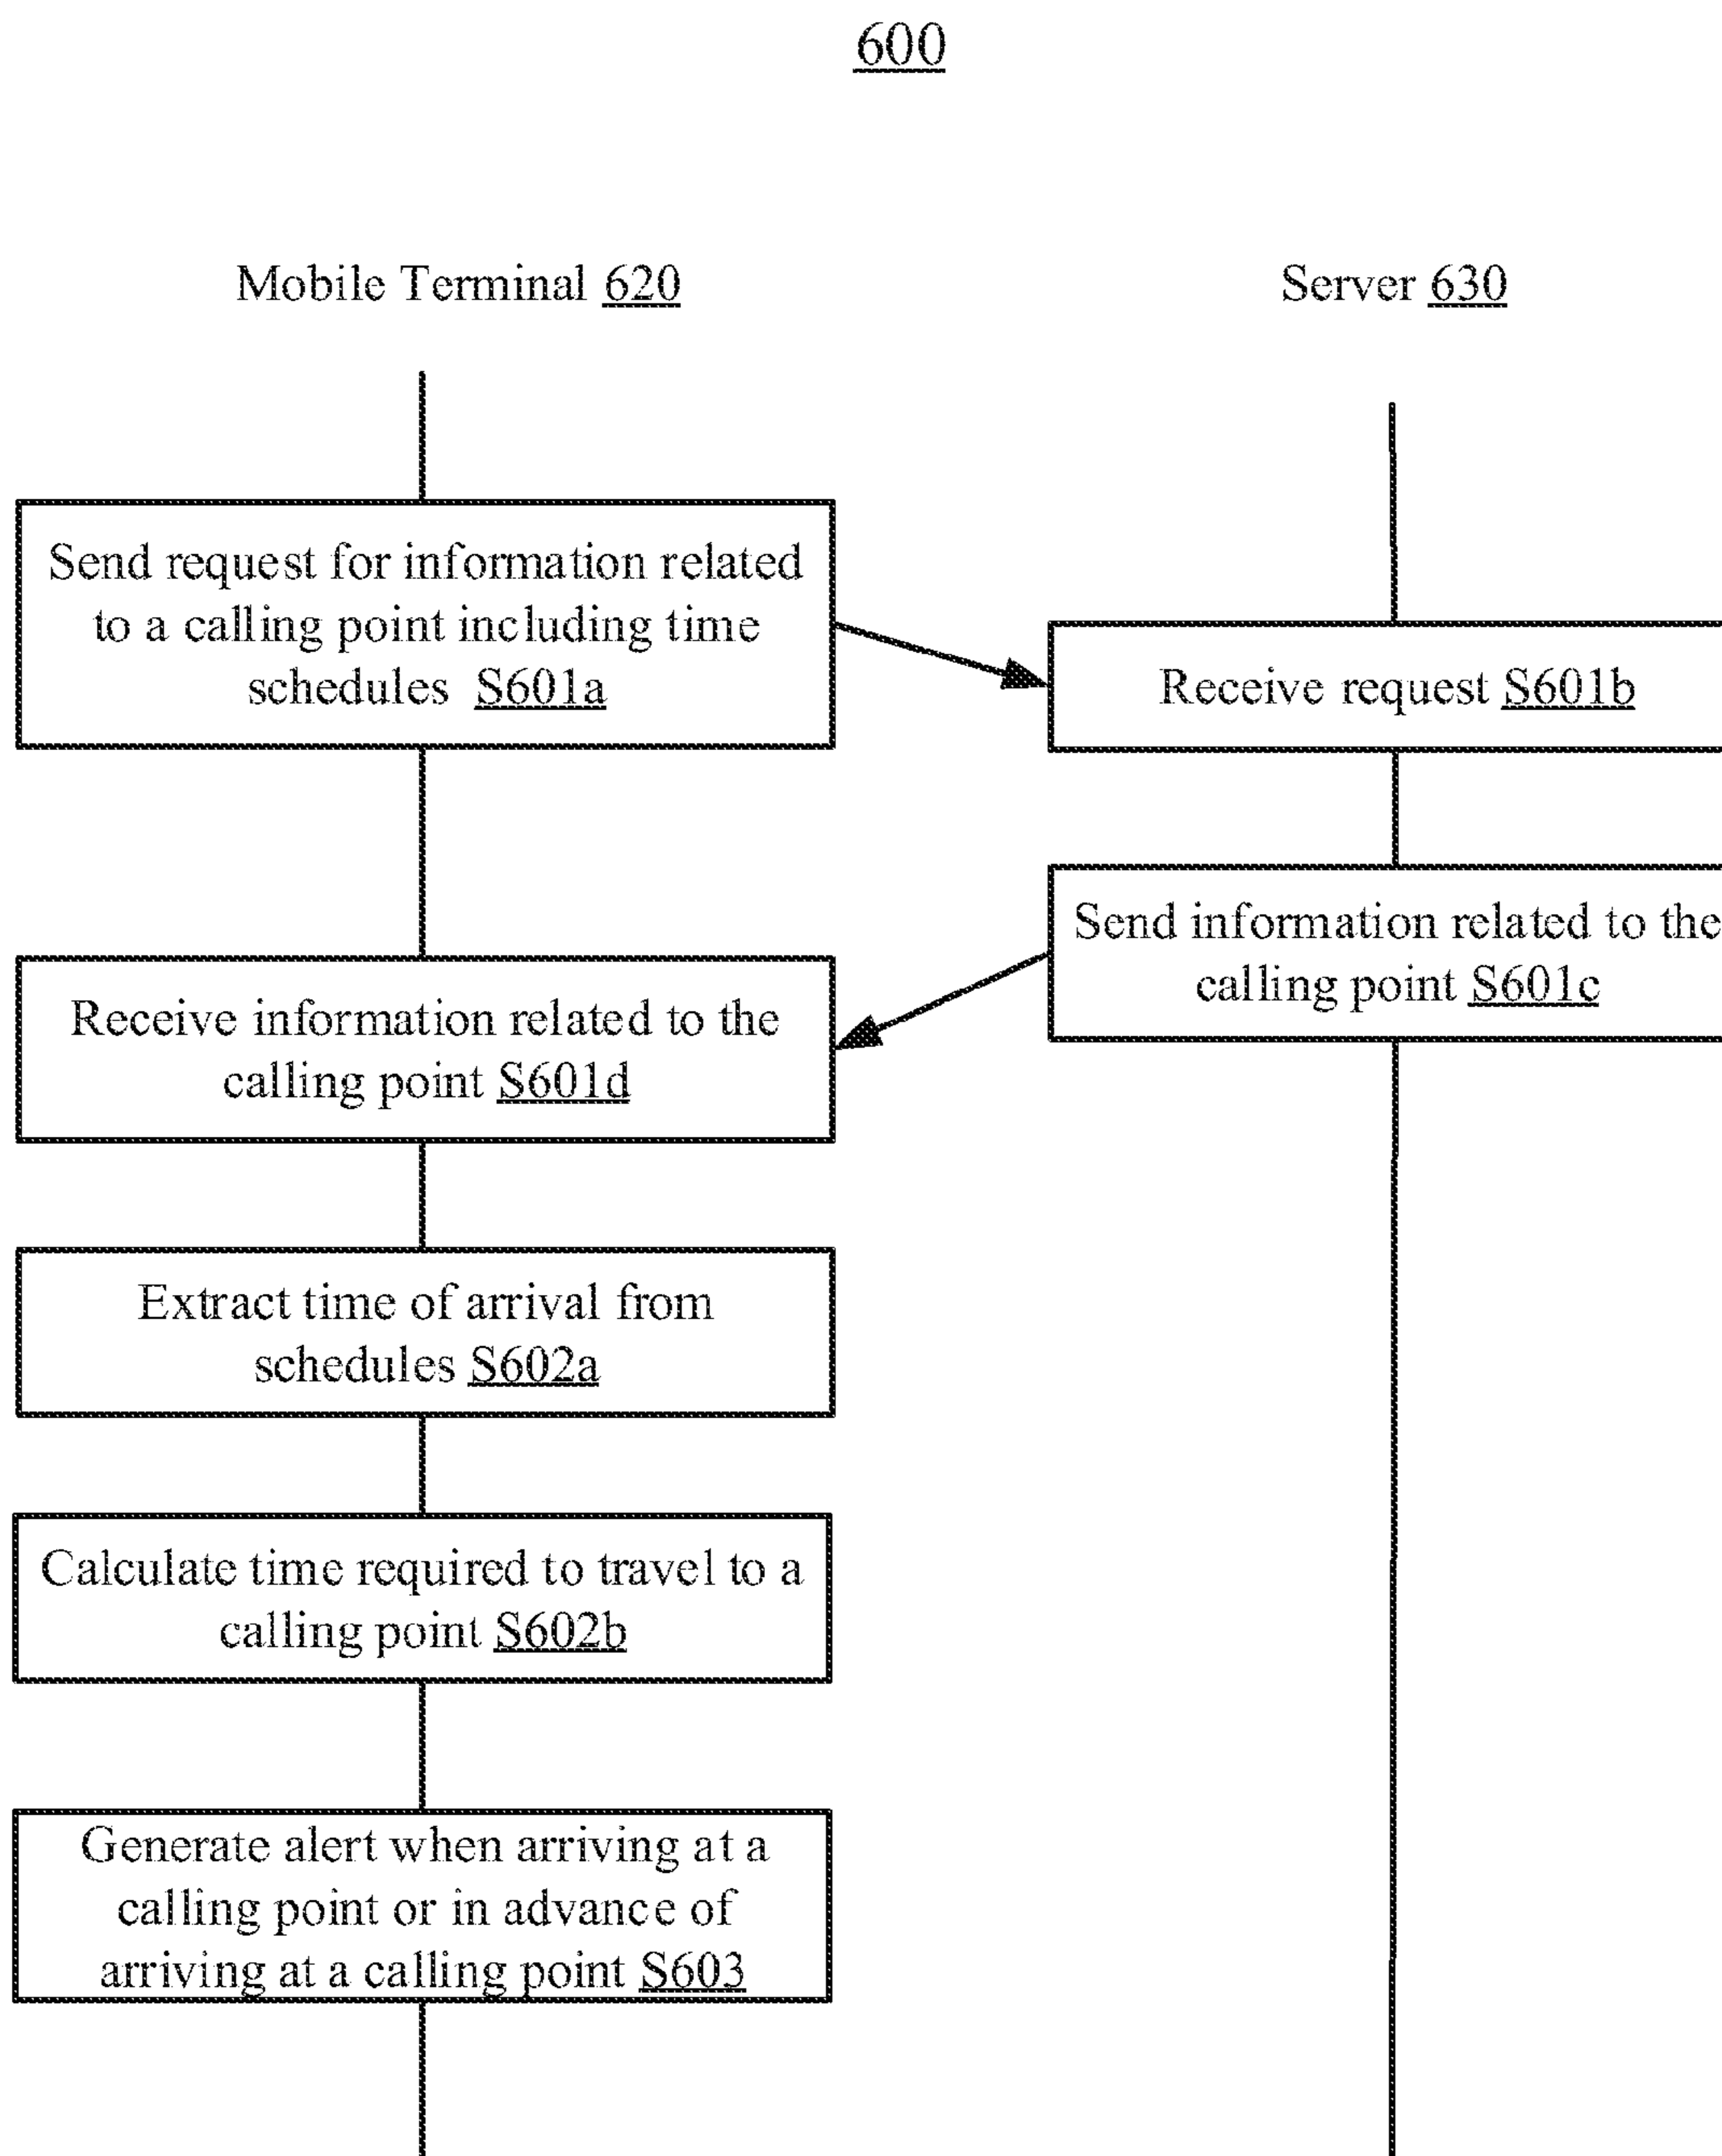 600
Mobile Terminal 620
Server 630
Send request for information related
to a calling point including time
schedules S601a
Receive request S601b
Send information related to the
calling point S601c
Receive information related to the
calling point S601d
Extract time of arrival from
schedules S602a
Calculate time required to travel to a
calling point S602b
Generate alert when arriving at a
calling point or in advance of
arriving at a calling point S603